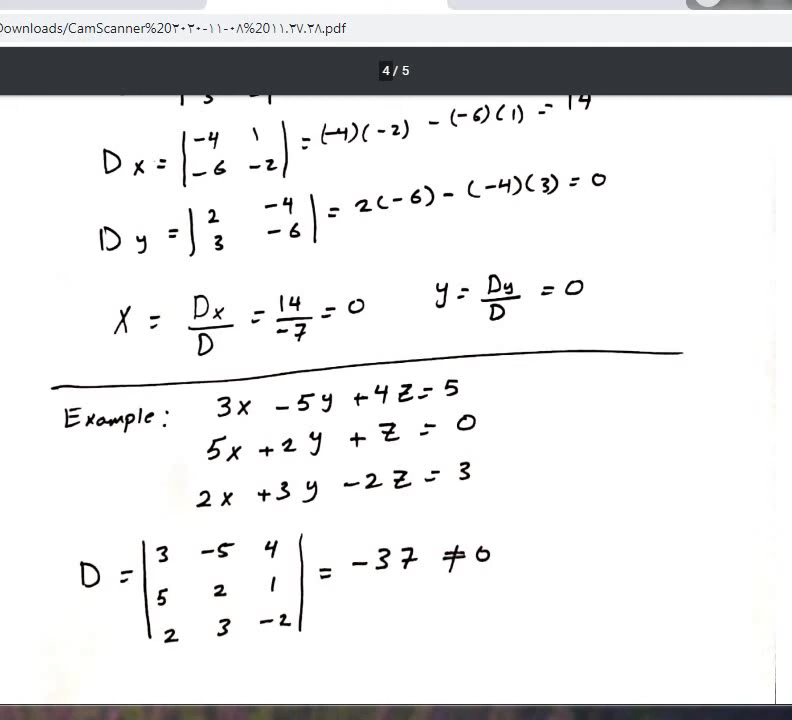 Downloads/CamScanner%20٢٠٢٠-١١-٠٨%2011.٢٧.٢٨.pdf
4 / 5
Dx = | -4 1 | = (-4)(-2) - (-6)(1) = 14
| -6 -2 |
Dy = | 2 -4 | = 2(-6) - (-4)(3) = 0
| 3 -6 |
X = Dx/D = 14/-7 = 0 y = Dy/D = 0
Example: 3x - 5y + 4z = 5
5x + 2y + z = 0
2x + 3y - 2z = 3
D = | 3 -5 4 | = -37 ≠ 0
| 5 2 1 |
| 2 3 -2 |